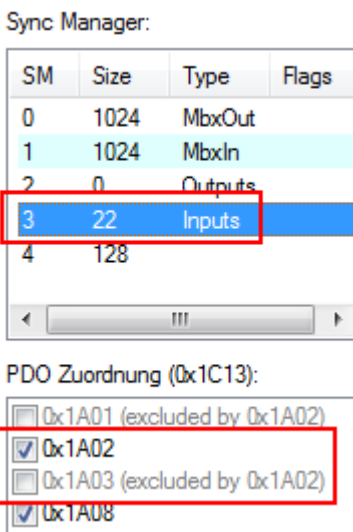 Sync Manager:
SM Size Type Flags
0 1024 MbxOut
1 1024 MbxIn
2 0 Outputs
3 22 Inputs
4 128
PDO Zuordnung (0x1C13):
0x1A01 (excluded by 0x1A02)
0x1A02
0x1A03 (excluded by 0x1A02)
0x1A08